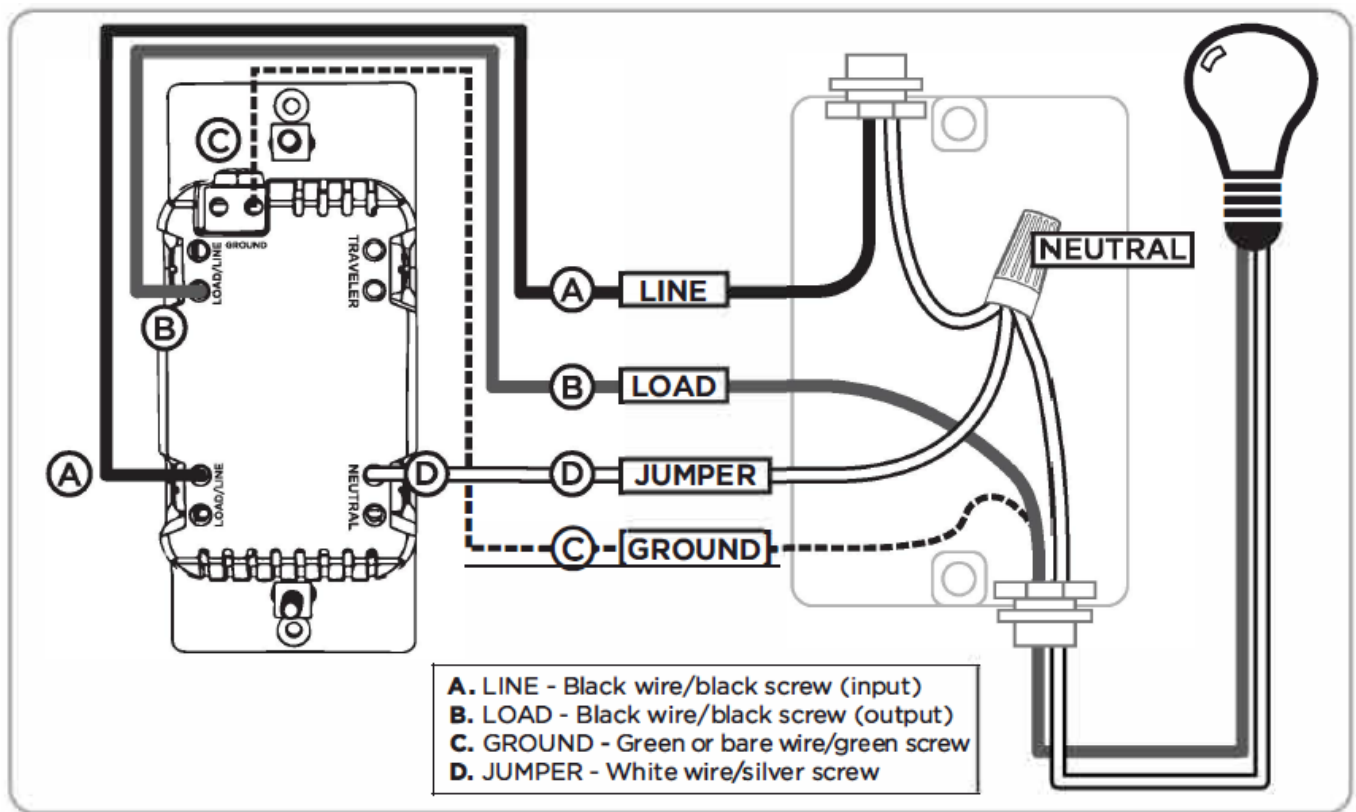 C
GROUND
LOAD/LINE
TRAVELER
B
A
LOAD/LINE
NEUTRAL
D
A LINE
B LOAD
D JUMPER
C GROUND
NEUTRAL
A. LINE - Black wire/black screw (input)
B. LOAD - Black wire/black screw (output)
C. GROUND - Green or bare wire/green screw
D. JUMPER - White wire/silver screw